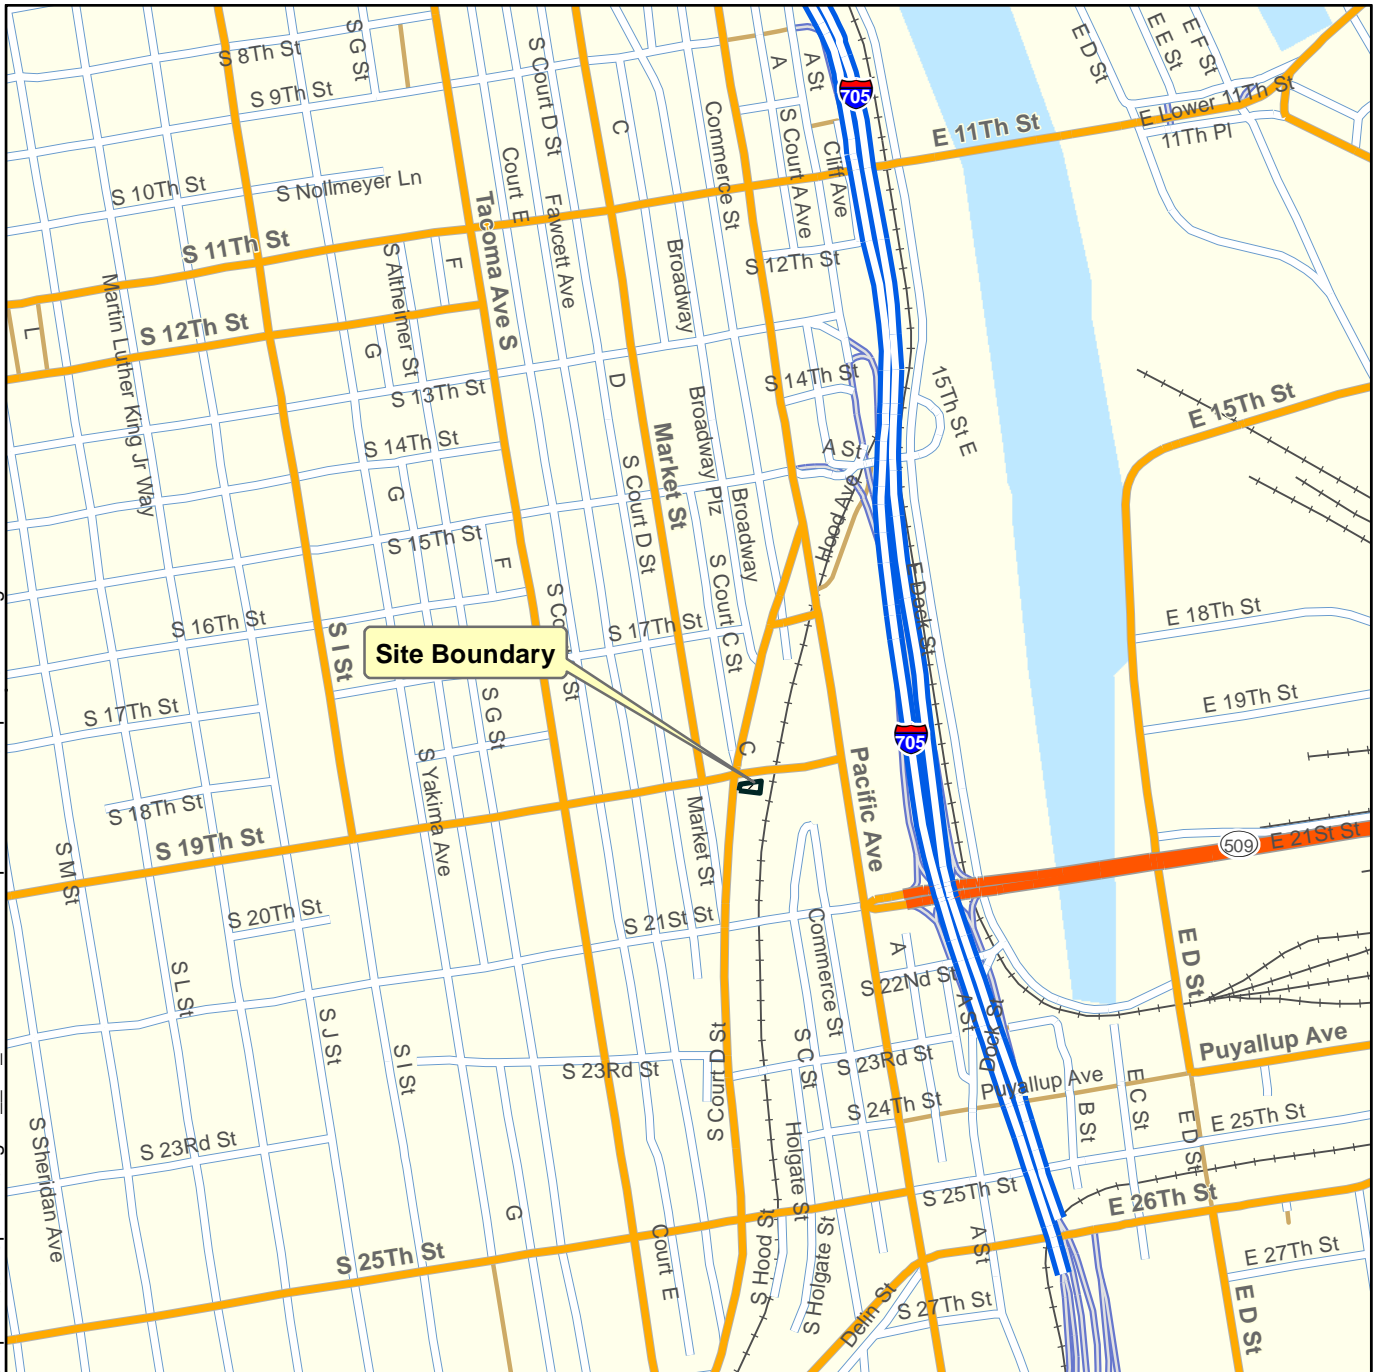 S 8Th St
S G St
S 9Th St
S Court D St
C
A
A St
705
E D St
E E St
E F St
E Lower 11Th St
11Th Pl
E 11Th St
Commerce St
S Court A Ave
Cliff Ave
S 10Th St
S Nollmeyer Ln
Court E
Fawcett Ave
Tacoma Ave S
S 11Th St
S Altheimer St
F
Broadway
S 12Th St
Martin Luther King Jr Way
L
S 12Th St
G
S 13Th St
D
S 14Th St
15Th St E
E 15Th St
Broadway Plz
Market St
S 14Th St
A St
G
S Court D St
Broadway
Hood Ave
S 15Th St
F
S Court C St
E Dock St
S 16Th St
S I St
S 17Th St
E 18Th St
Site Boundary
S 17Th St
S G St
E 19Th St
S Yakima Ave
C
705
Pacific Ave
S 18Th St
Market St
S 19Th St
509
E 21St St
S M St
S 20Th St
S 21St St
Commerce St
A
E D St
S L St
S 22Nd St
A St
Dock St
S J St
S I St
S 23Rd St
S Court D St
S C St
S 23Rd St
Puyallup Ave
Puyallup Ave
S 24Th St
B St
E C St
E D St
E 25Th St
S Sheridan Ave
S 23Rd St
Holgate St
S 25Th St
E 26Th St
G
S 25Th St
Court E
S Hood St
S Holgate St
A St
E 27Th St
Delin St
S 27Th St
E D St